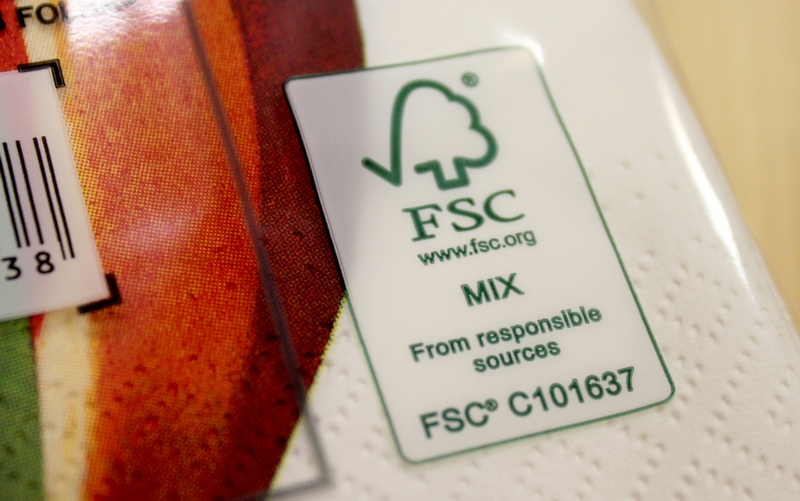 FSC
www.fsc.org
MIX
From responsible
sources
FSC® C101637
38